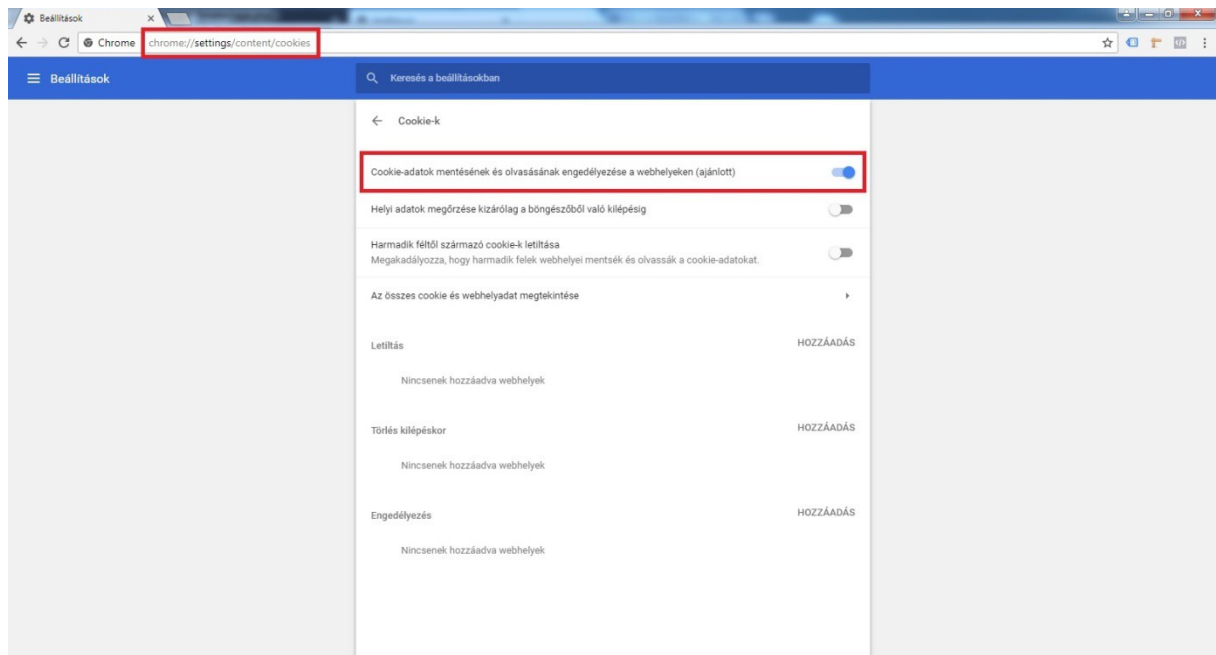 Beállítások
Chrome chrome://settings/content/cookies
Beállítások
Keresés a beállításokban
Cookie-k
Cookie-adatok mentésének és olvasásának engedélyezése a webhelyeken (ajánlott)
Helyi adatok megőrzése kizárólag a böngészőből való kilépésig
Harmadik féltől származó cookie-k letiltása
Megakadályozza, hogy harmadik felek webhelyei mentsék és olvassák a cookie-adatokat.
Az összes cookie és webhelyadat megtekintése
Letiltás HOZZÁADÁS
Nincsenek hozzáadva webhelyek
Törlés kilépéskor HOZZÁADÁS
Nincsenek hozzáadva webhelyek
Engedélyezés HOZZÁADÁS
Nincsenek hozzáadva webhelyek